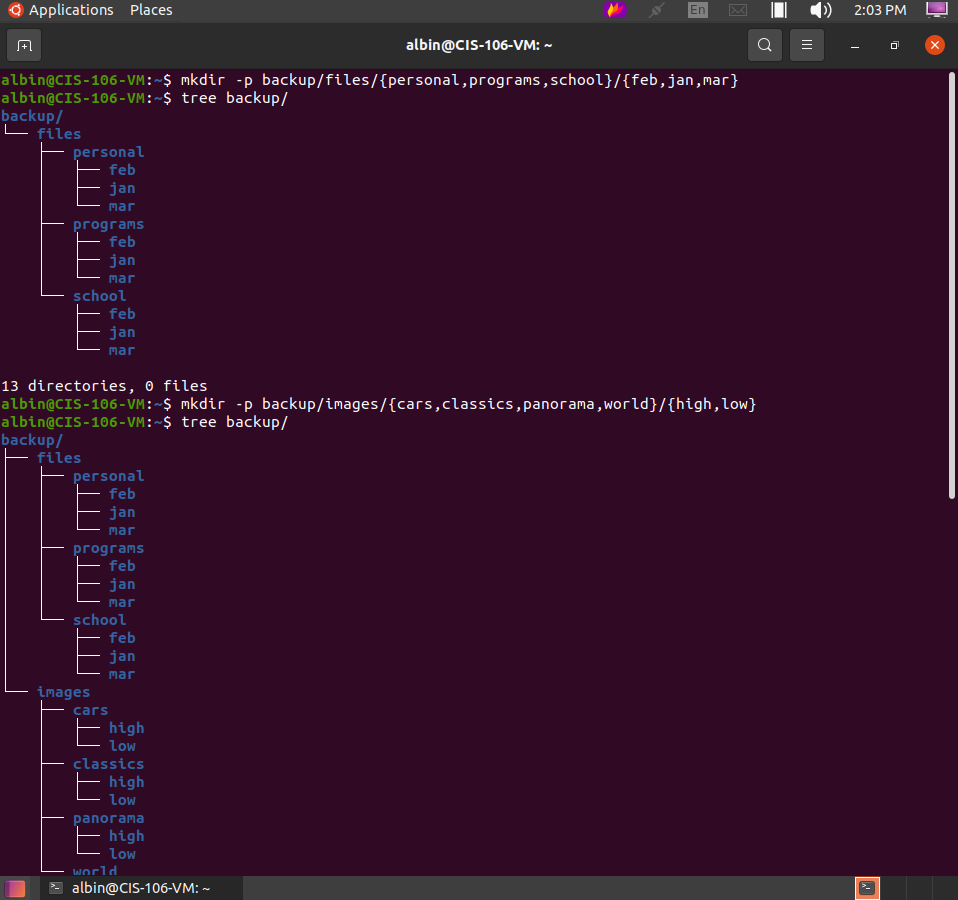 Applications Places En 2:03 PM
albin@CIS-106-VM: ~
albin@CIS-106-VM:~$ mkdir -p backup/files/{personal,programs,school}/{feb,jan,mar}
albin@CIS-106-VM:~$ tree backup/
backup/
└── files
    ├── personal
    │   ├── feb
    │   ├── jan
    │   └── mar
    ├── programs
    │   ├── feb
    │   ├── jan
    │   └── mar
    └── school
        ├── feb
        ├── jan
        └── mar
13 directories, 0 files
albin@CIS-106-VM:~$ mkdir -p backup/images/{cars,classics,panorama,world}/{high,low}
albin@CIS-106-VM:~$ tree backup/
backup/
├── files
│   ├── personal
│   │   ├── feb
│   │   ├── jan
│   │   └── mar
│   ├── programs
│   │   ├── feb
│   │   ├── jan
│   │   └── mar
│   └── school
│       ├── feb
│       ├── jan
│       └── mar
└── images
    ├── cars
    │   ├── high
    │   └── low
    ├── classics
    │   ├── high
    │   └── low
    ├── panorama
    │   ├── high
    │   └── low
    └── world
albin@CIS-106-VM: ~